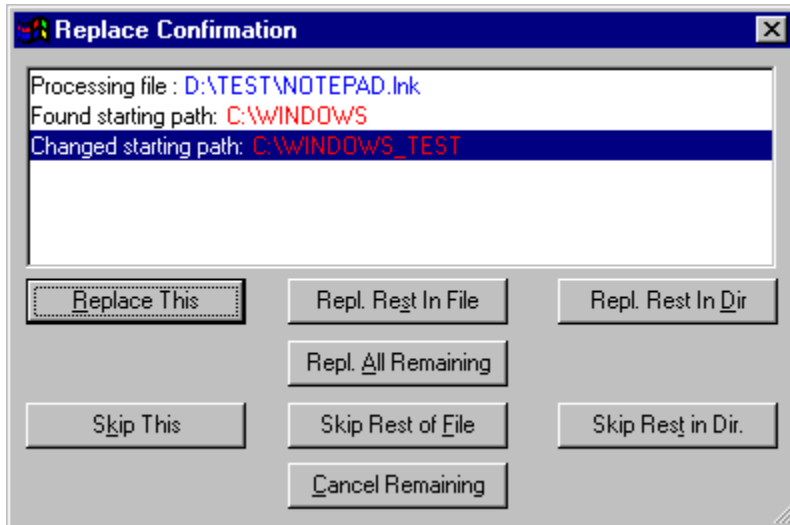 Replace Confirmation
Processing file : D:\TEST\NOTEPAD.lnk
Found starting path: C:\WINDOWS
Changed starting path: C:\WINDOWS_TEST
Replace This
Repl. Rest In File
Repl. Rest In Dir
Repl. All Remaining
Skip This
Skip Rest of File
Skip Rest in Dir.
Cancel Remaining